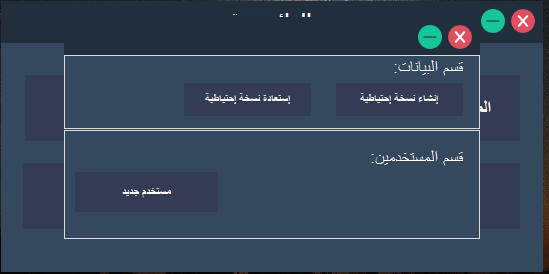 قسم البيانات:
إنشاء نسخة إحتياطية
إستعادة نسخة إحتياطية
قسم المستخدمين:
مستخدم جديد